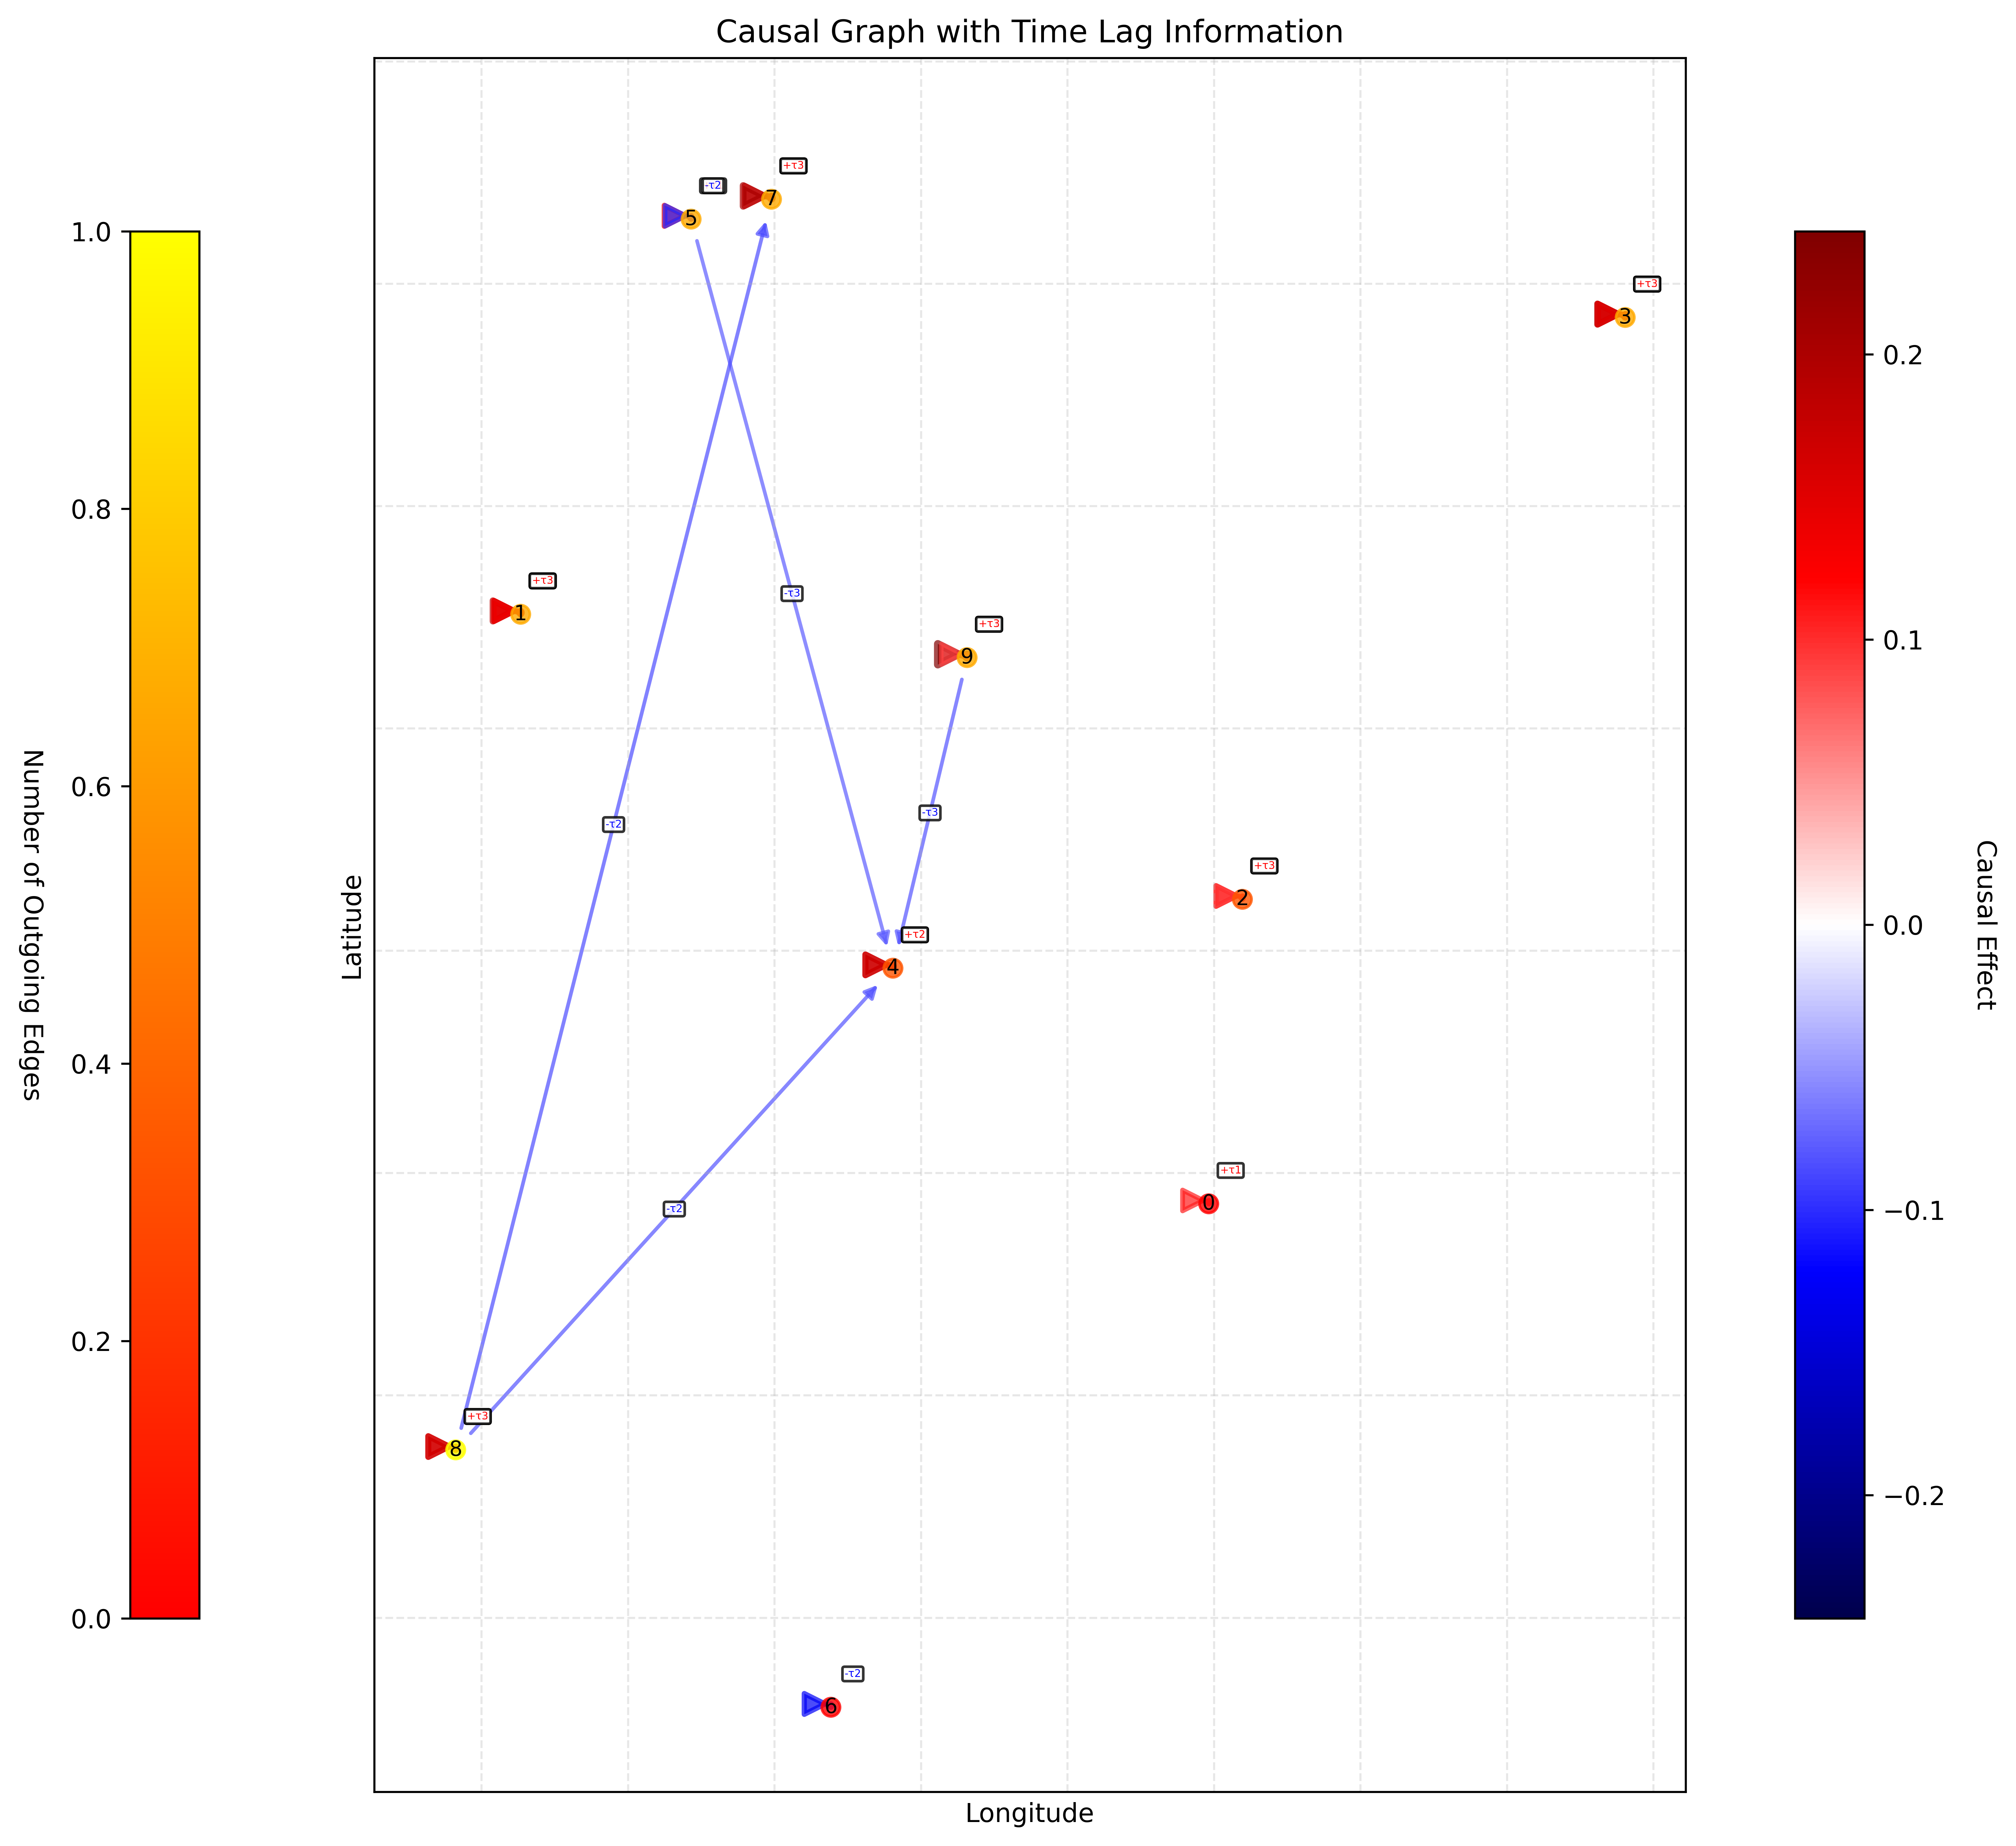 Causal Graph with Time Lag Information
+τ3
-τ2
7
5
1.0
+τ3
3
0.2
0.8
+τ3
-τ3
1
+τ3
0.1
9
0.6
-τ3
-τ2
+τ3
2
0.0
+τ2
4
Number of Outgoing Edges
Latitude
Causal Effect
0.4
+τ1
0
-τ2
−0.1
0.2
+τ3
8
−0.2
0.0
-τ2
6
Longitude